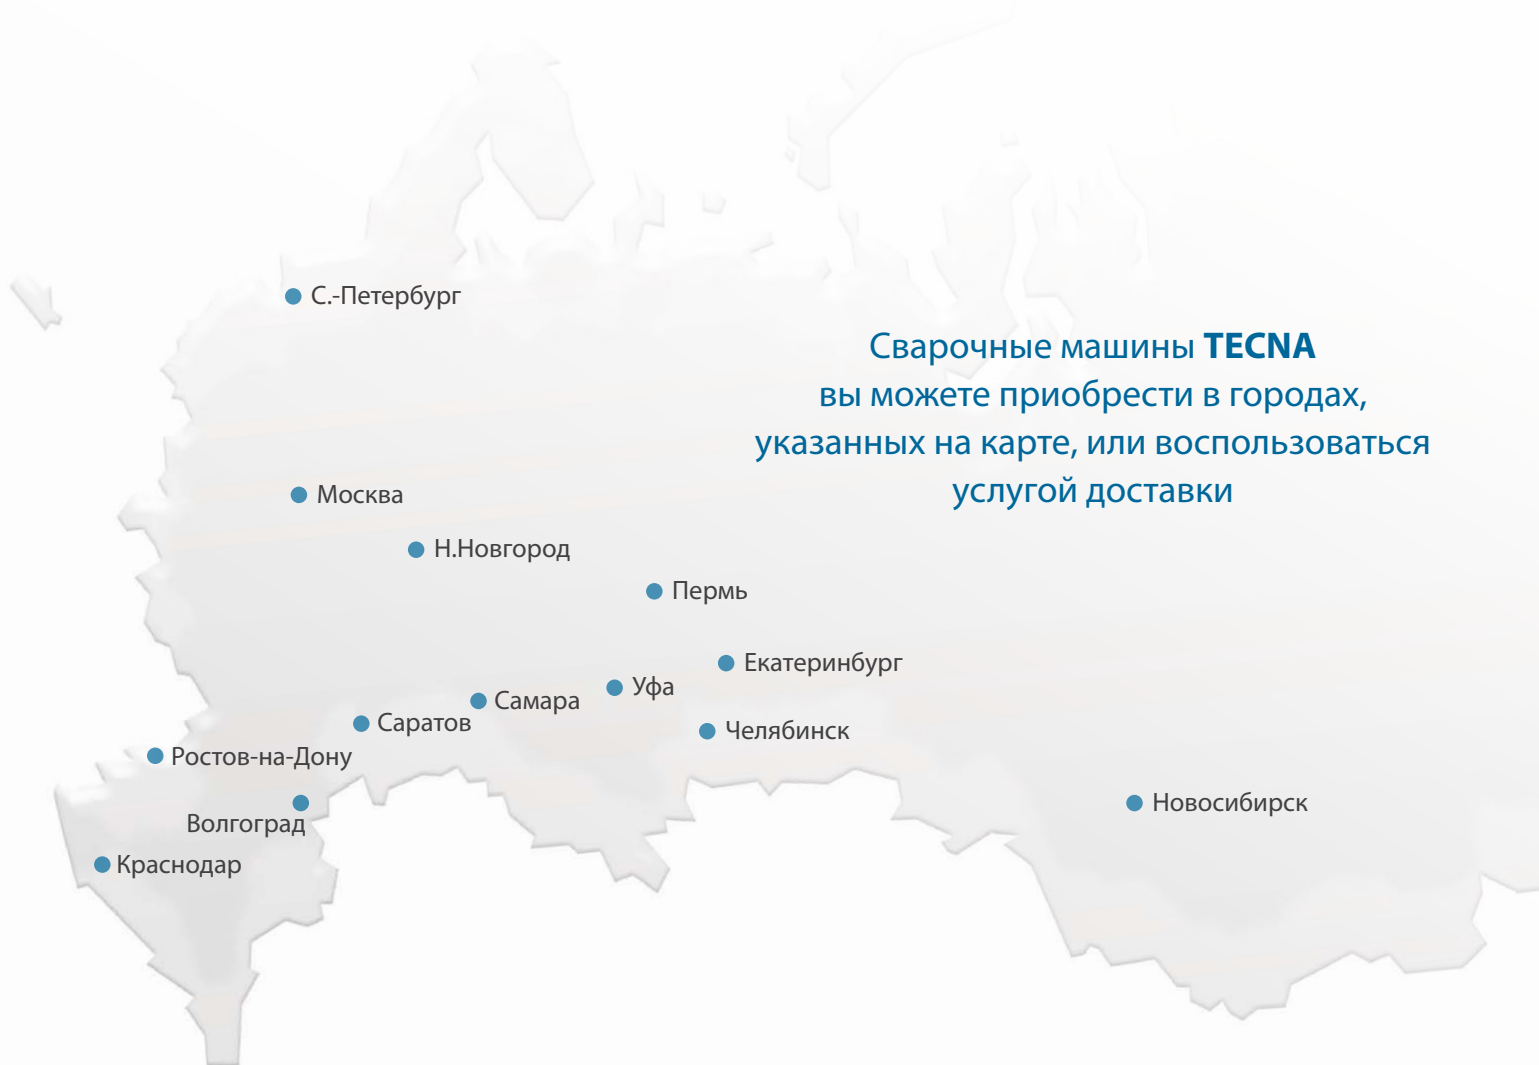 С.-Петербург
Сварочные машины TECNA
вы можете приобрести в городах,
указанных на карте, или воспользоваться
услугой доставки
Москва
Н.Новгород
Пермь
Екатеринбург
Уфа
Самара
Саратов
Челябинск
Ростов-на-Дону
Новосибирск
Волгоград
Краснодар